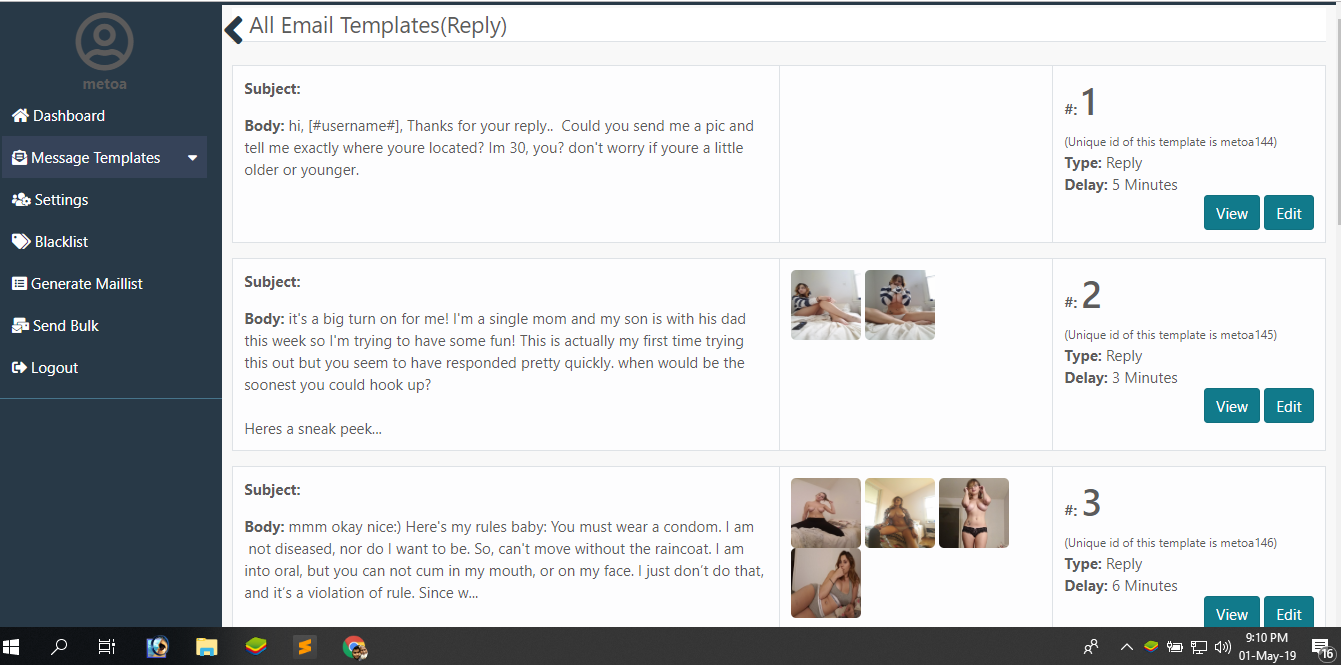 All Email Templates(Reply)
metoa
Dashboard
Message Templates
Settings
Blacklist
Generate Maillist
Send Bulk
Logout
Subject:
Body: hi, [#username#], Thanks for your reply..  Could you send me a pic and
tell me exactly where youre located? Im 30, you? don't worry if youre a little
older or younger.
#: 1
(Unique id of this template is metoa144)
Type: Reply
Delay: 5 Minutes
View Edit
Subject:
Body: it's a big turn on for me! I'm a single mom and my son is with his dad
this week so I'm trying to have some fun! This is actually my first time trying
this out but you seem to have responded pretty quickly. when would be the
soonest you could hook up?
Heres a sneak peek...
#: 2
(Unique id of this template is metoa145)
Type: Reply
Delay: 3 Minutes
View Edit
Subject:
Body: mmm okay nice:) Here's my rules baby: You must wear a condom. I am
not diseased, nor do I want to be. So, can't move without the raincoat. I am
into oral, but you can not cum in my mouth, or on my face. I just don’t do that,
and it’s a violation of rule. Since w...
#: 3
(Unique id of this template is metoa146)
Type: Reply
Delay: 6 Minutes
View Edit
9:10 PM
01-May-19
16